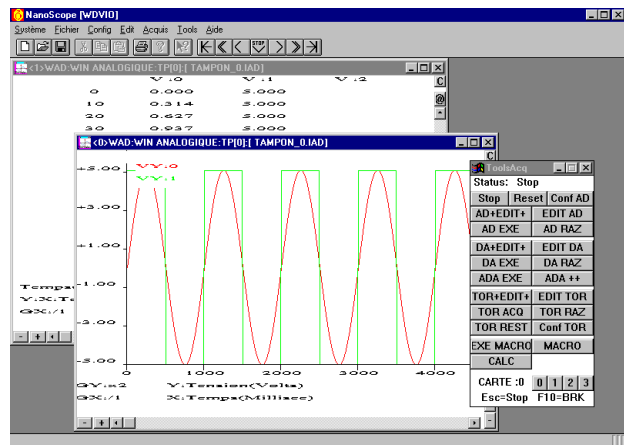 NanoScope [WDVIO]
Système Fichier Config Edit Acquis Tools Aide
STOP
<1>WAD:WIN ANALOGIQUE:TP[0]:[ TAMPON_0.IAD]
V :0 V :1 V :2
C
0 0.000 5.000
@
10 0.314 5.000
20 0.627 5.000
30 0.937 5.000
<0>WAD:WIN ANALOGIQUE:TP[0]:[ TAMPON_0.IAD]
C
+5.00
+3.00
+1.00
-1.00
-3.00
-5.00
0 1000 2000 3000 4000
GY:x2 Y:Tension(Volts)
GX:/1 X:Temps(Millisec)
GX:/1
ToolsAcq
Status: Stop
Stop Reset Conf AD
AD+EDIT+ EDIT AD
AD EXE AD RAZ
DA+EDIT+ EDIT DA
DA EXE DA RAZ
ADA EXE ADA ++
TOR+EDIT+ EDIT TOR
TOR ACQ TOR RAZ
TOR REST Conf TOR
EXE MACRO MACRO
CALC
CARTE :0 0 1 2 3
Esc=Stop F10=BRK